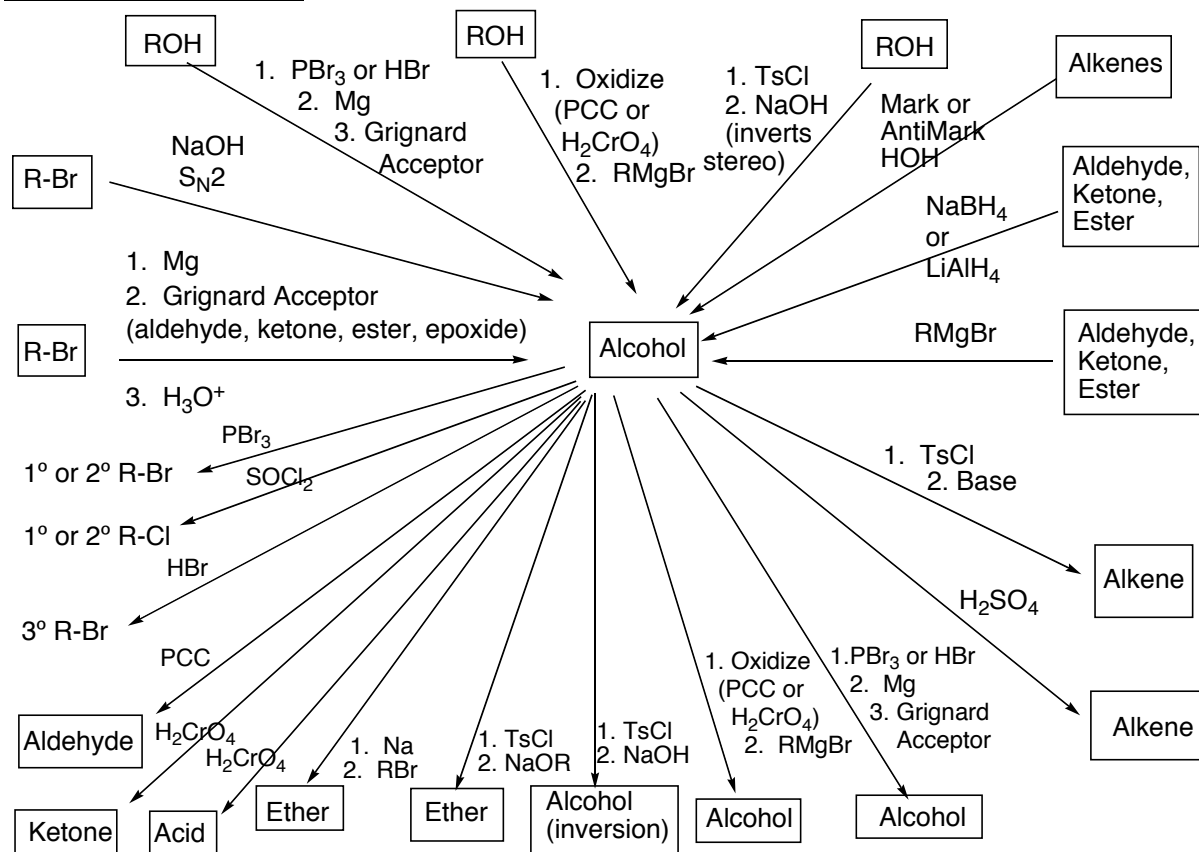 ROH
1. PBr3 or HBr
2. Mg
3. Grignard
Acceptor
ROH
1. Oxidize
(PCC or
H2CrO4)
2. RMgBr
ROH
1. TsCl
2. NaOH
(inverts
stereo)
Alkenes
Mark or
AntiMark
HOH
R-Br
NaOH
SN2
Aldehyde,
Ketone,
Ester
NaBH4
or
LiAlH4
R-Br
1. Mg
2. Grignard Acceptor
(aldehyde, ketone, ester, epoxide)
3. H3O+
Alcohol
RMgBr
Aldehyde,
Ketone,
Ester
PBr3
1º or 2º R-Br
SOCl2
1º or 2º R-Cl
HBr
3º R-Br
PCC
Aldehyde
H2CrO4
Ketone
H2CrO4
Acid
1. Na
2. RBr
Ether
1. TsCl
2. NaOR
Ether
1. TsCl
2. NaOH
Alcohol
(inversion)
1. Oxidize
(PCC or
H2CrO4)
2. RMgBr
Alcohol
1.PBr3 or HBr
2. Mg
3. Grignard
Acceptor
Alcohol
1. TsCl
2. Base
Alkene
H2SO4
Alkene